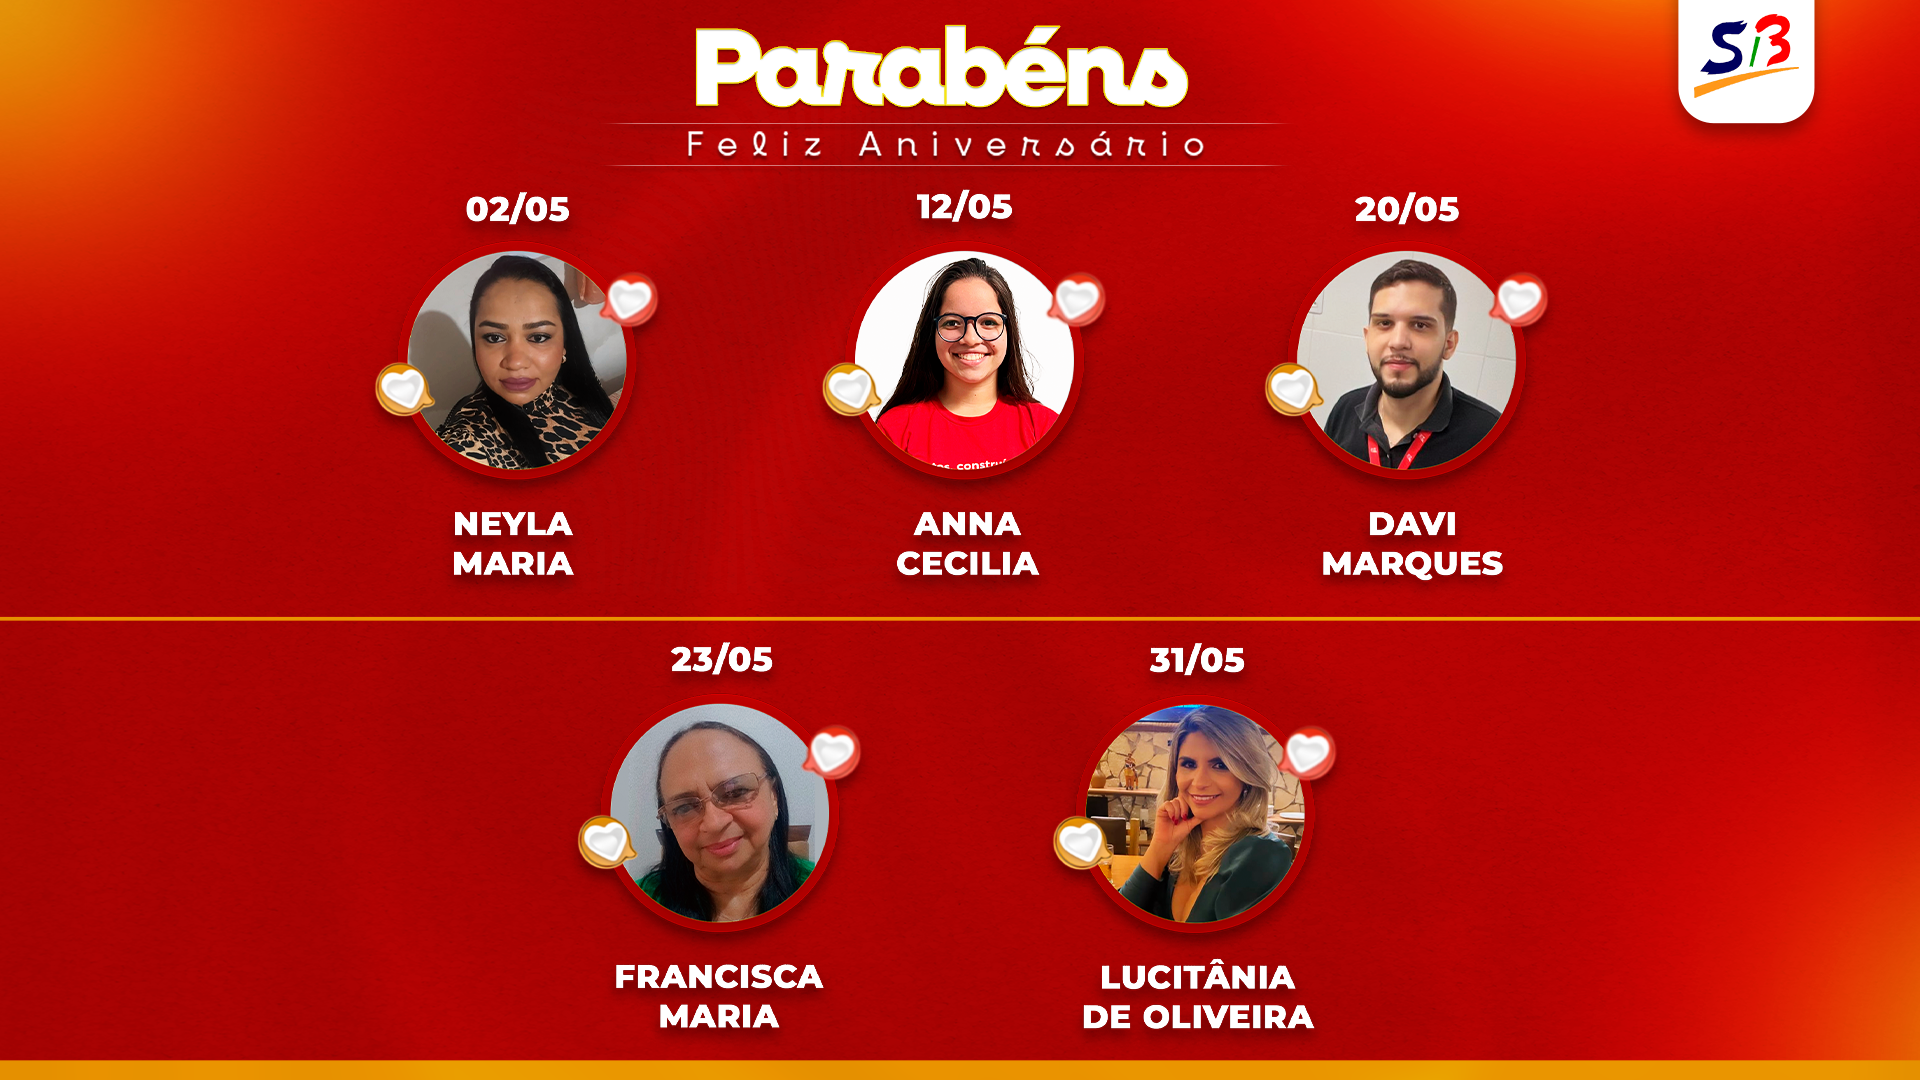 Parabéns
SiB
Feliz Aniversário
02/05
12/05
20/05
NEYLA
MARIA
ANNA
CECILIA
DAVI
MARQUES
23/05
31/05
FRANCISCA
MARIA
LUCITÂNIA
DE OLIVEIRA